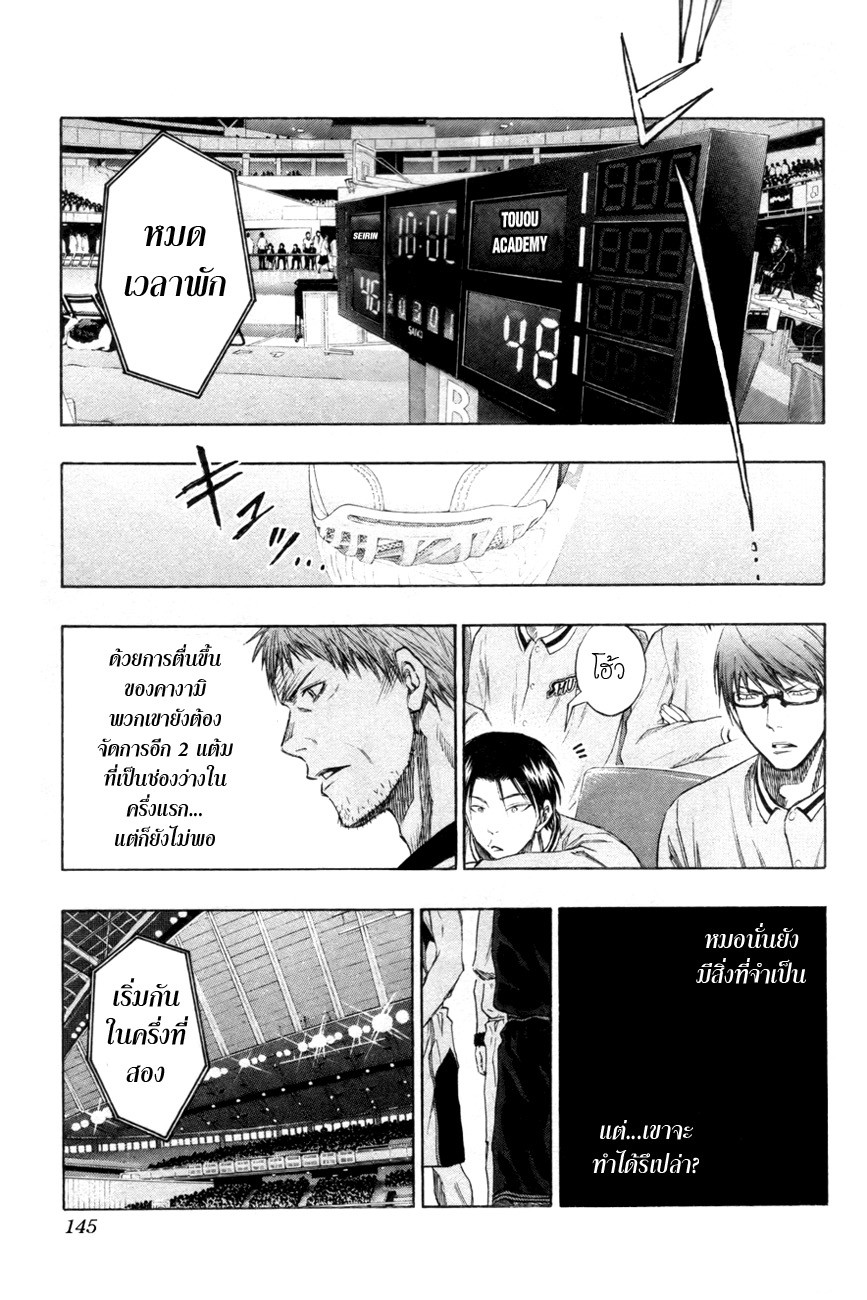 หมด
เวลาพัก
SEIRIN
10:00
TOUOU
ACADEMY
46
48
B
キュッ…
โฮ้ว
SHU
ด้วยการตื่นขึ้น
ของคางามิ
พวกเขายังต้อง
จัดการอีก 2 แต้ม
ที่เป็นช่องว่างใน
ครึ่งแรก...
แต่ก็ยังไม่พอ
หมอนั่นยัง
มีสิ่งที่จำเป็น
แต่...เขาจะ
ทำได้รึเปล่า?
เริ่มกัน
ในครึ่งที่
สอง
145